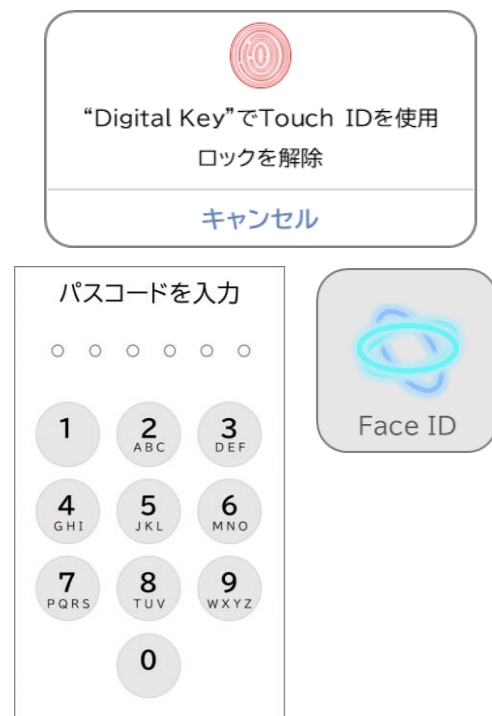 “Digital Key”でTouch IDを使用
ロックを解除
キャンセル
パスコードを入力
1 2 3
ABC DEF
4 5 6
GHI JKL MNO
7 8 9
PQRS TUV WXYZ
0
Face ID